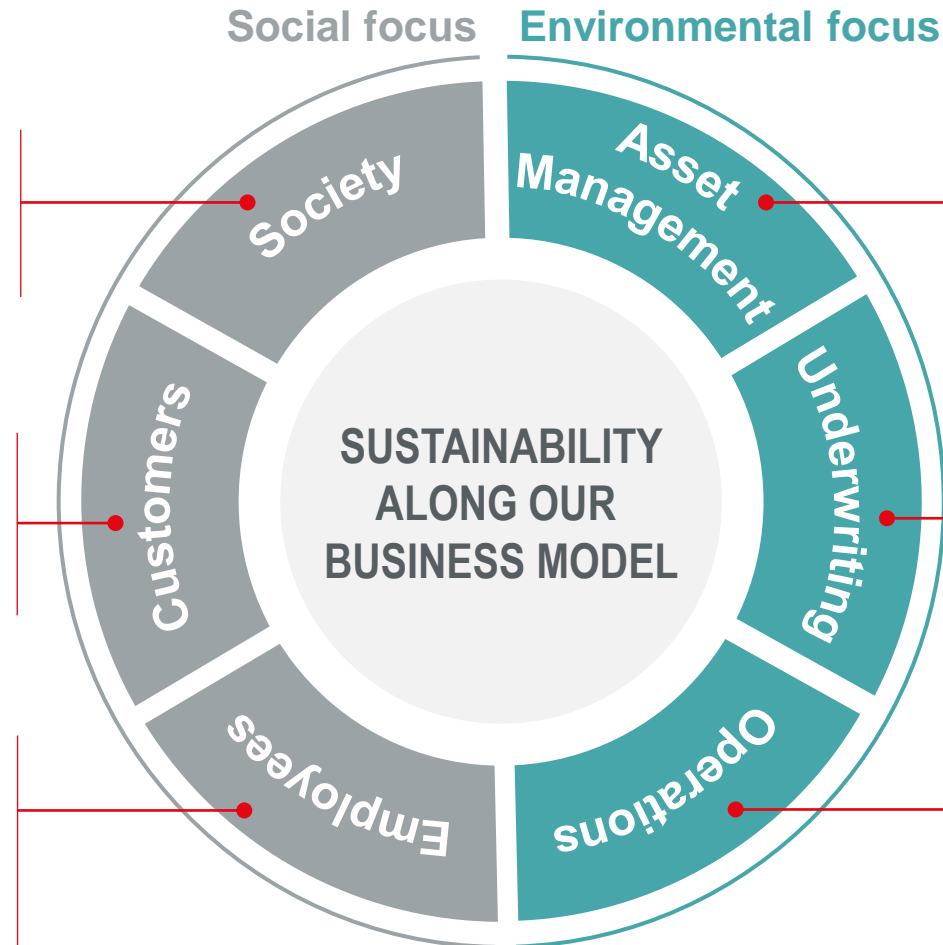 Social focus
Environmental focus
Society
Asset
Management
Customers
Underwriting
Employees
Operations
SUSTAINABILITY
ALONG OUR
BUSINESS MODEL